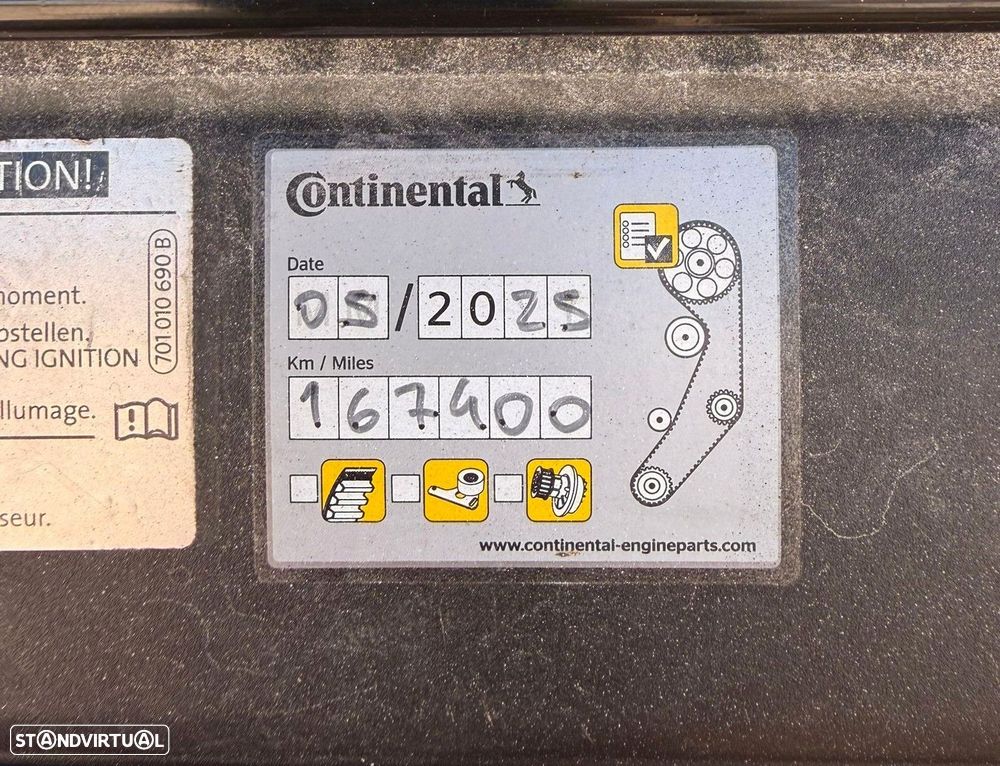 TION!
701 010 690 B
moment.
bstellen,
NG IGNITION
llumage.
seur.
Continental
Date
05/2025
Km / Miles
167400
www.continental-engineparts.com
STANDVIRTUAL